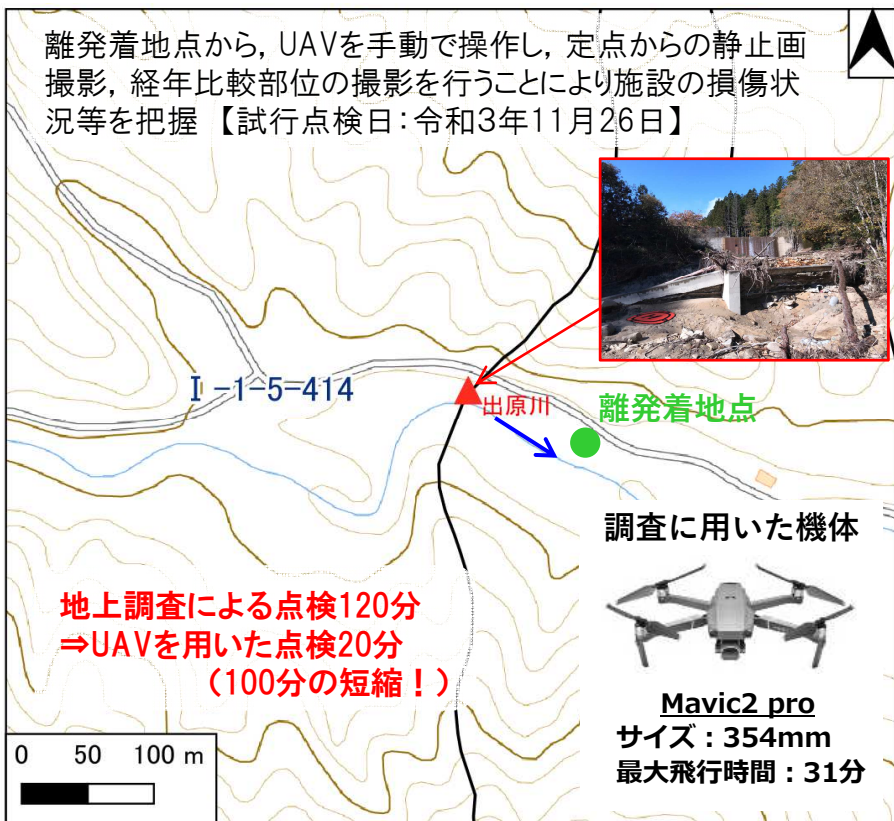 離発着地点から，UAVを手動で操作し，定点からの静止画
撮影，経年比較部位の撮影を行うことにより施設の損傷状
況等を把握 【試行点検日：令和3年11月26日】
Ⅰ-1-5-414
出原川
離発着地点
調査に用いた機体
地上調査による点検120分
⇒UAVを用いた点検20分
（100分の短縮！）
Mavic2 pro
サイズ：354mm
最大飛行時間：31分
0 50 100 m